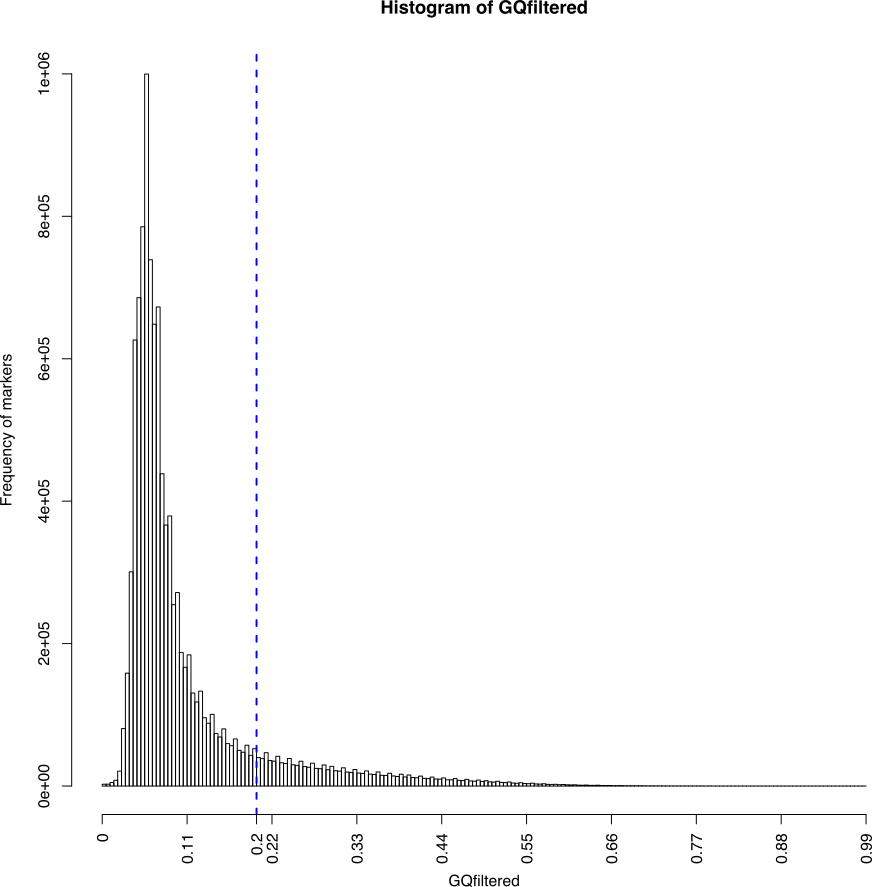 Histogram of GQfiltered
1e+06
8e+05
6e+05
4e+05
2e+05
0e+00
Frequency of markers
0 0.11 0.2 0.22 0.33 0.44 0.55 0.66 0.77 0.88 0.99
GQfiltered